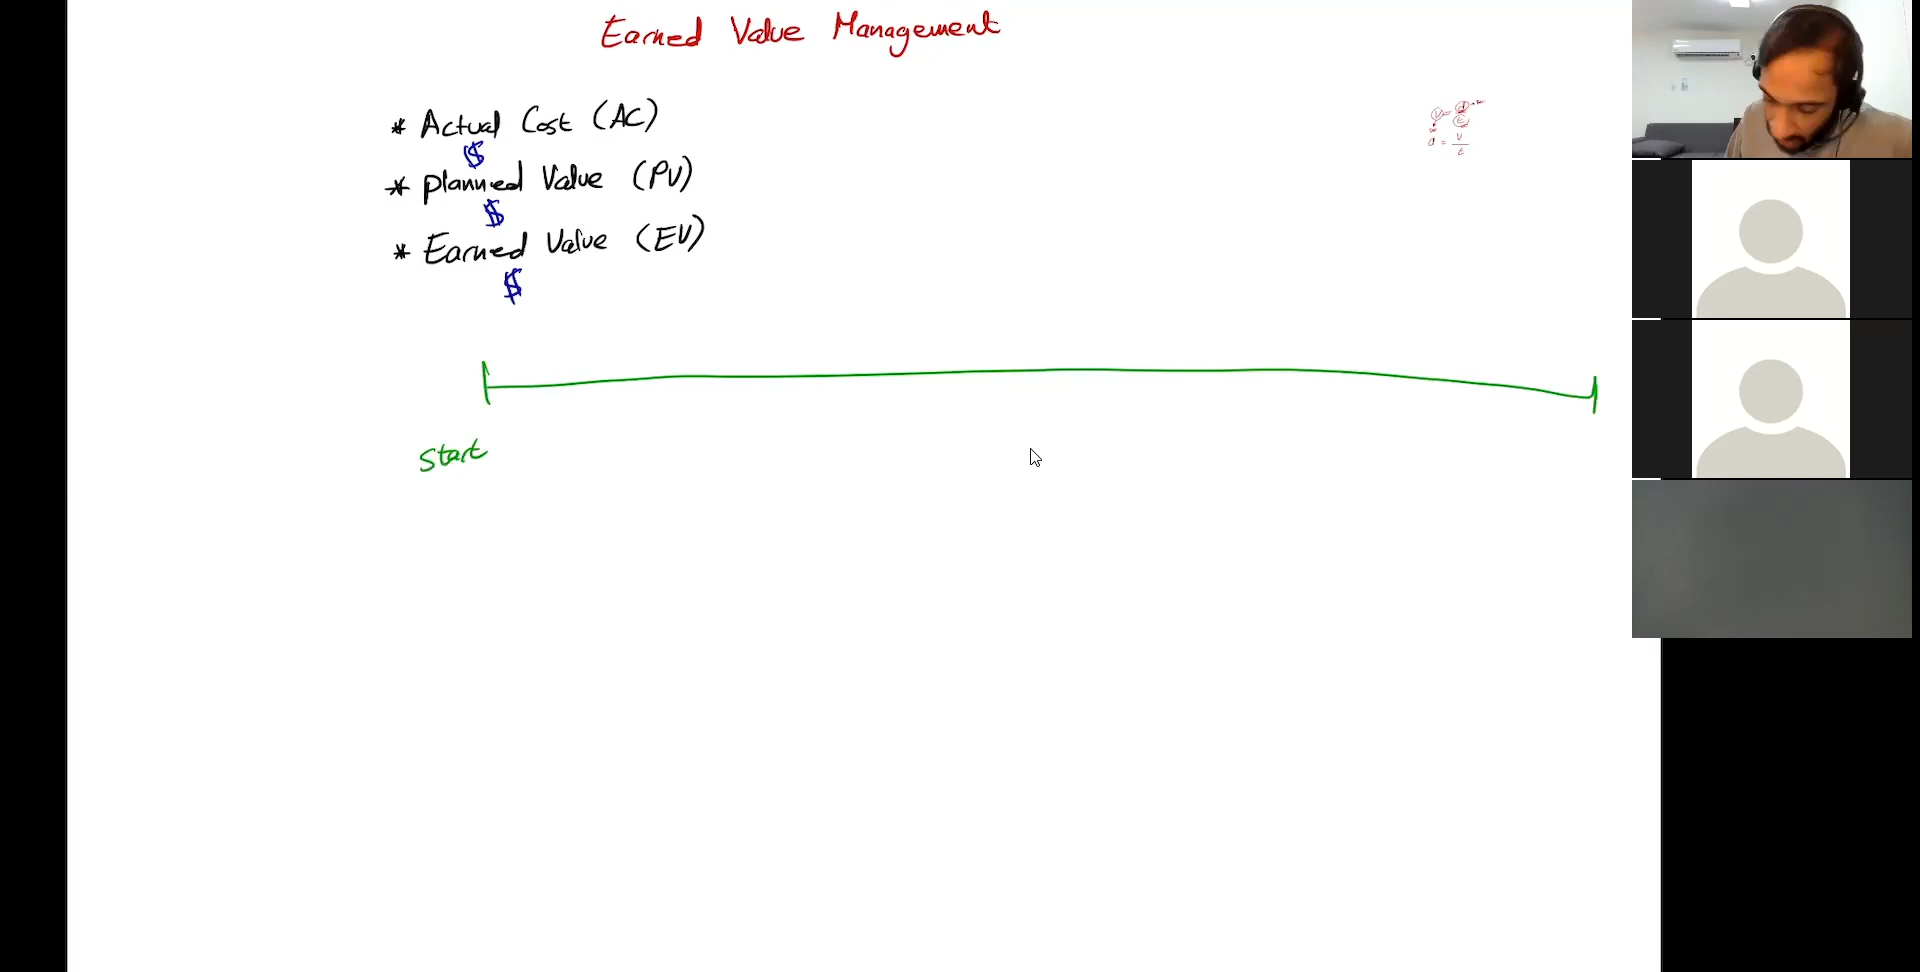 Earned Value Management
* Actual Cost (AC)
$
* Planned Value (PV)
$
* Earned Value (EV)
$
Start